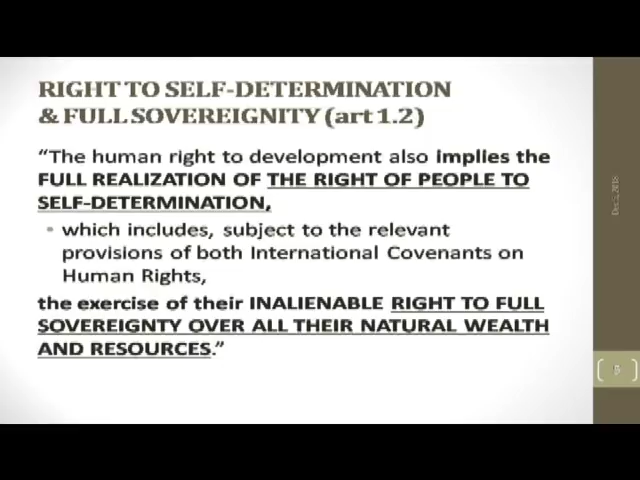 RIGHT TO SELF-DETERMINATION
& FULL SOVEREIGNITY (art 1.2)
“The human right to development also implies the
FULL REALIZATION OF THE RIGHT OF PEOPLE TO
SELF-DETERMINATION,
• which includes, subject to the relevant
provisions of both International Covenants on
Human Rights,
the exercise of their INALIENABLE RIGHT TO FULL
SOVEREIGNTY OVER ALL THEIR NATURAL WEALTH
AND RESOURCES.”